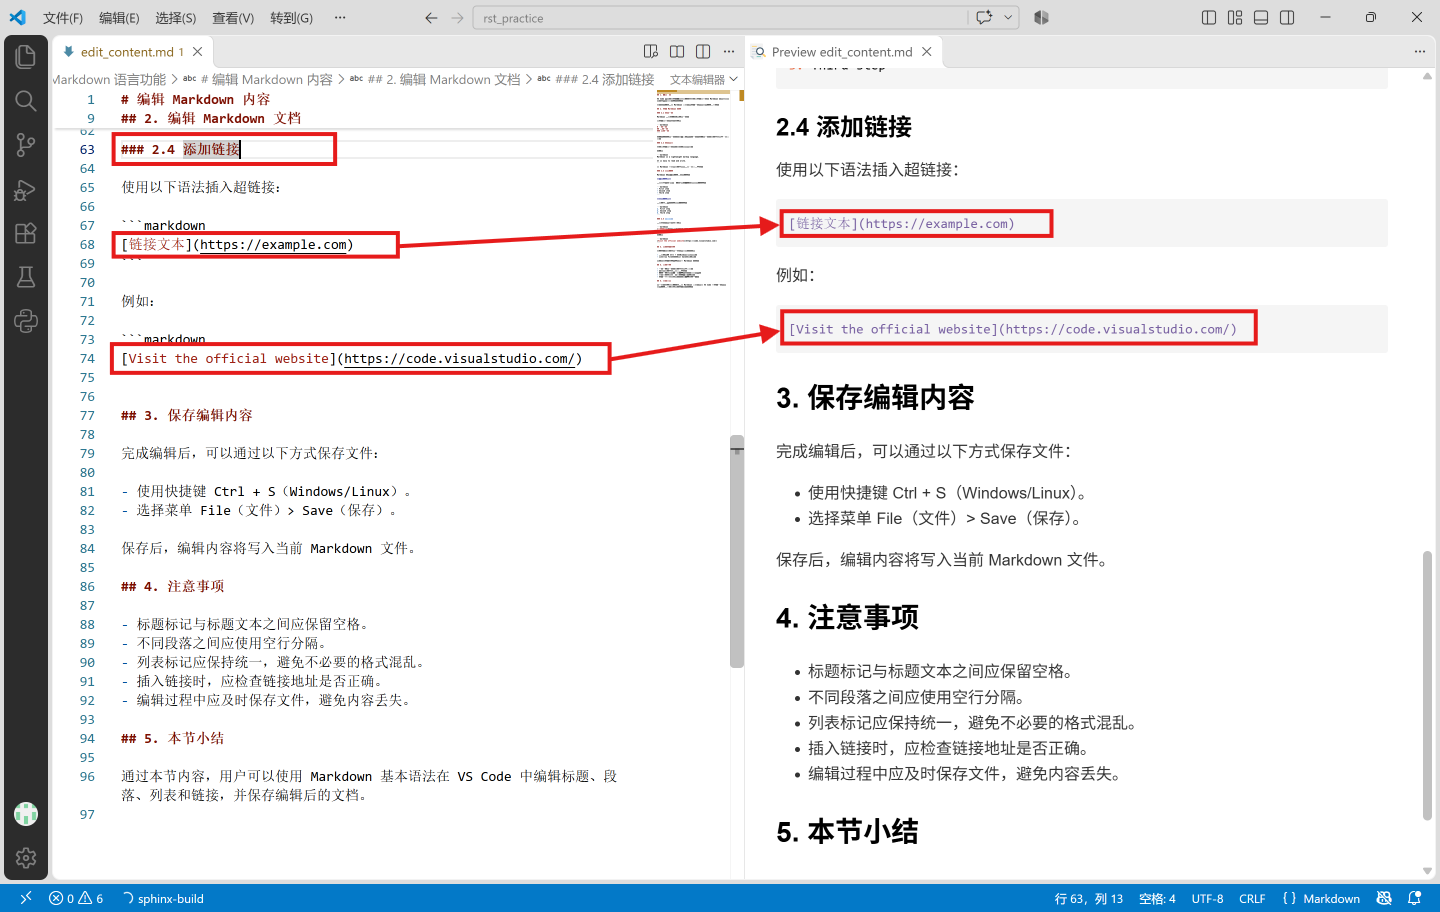 文件(F) 编辑(E) 选择(S) 查看(V) 转到(G) ··· rst_practice
edit_content.md 1
Markdown 语言功能 > abc # 编辑 Markdown 内容 > abc ## 2. 编辑 Markdown 文档 > abc ### 2.4 添加链接 文本编辑器
1 # 编辑 Markdown 内容
9 ## 2. 编辑 Markdown 文档
62
63 ### 2.4 添加链接
64
65 使用以下语法插入超链接：
66
67 ```markdown
68 [链接文本](https://example.com)
69 ```
70
71 例如：
72
73 ```markdown
74 [Visit the official website](https://code.visualstudio.com/)
75
76
77 ## 3. 保存编辑内容
78
79 完成编辑后，可以通过以下方式保存文件：
80
81 - 使用快捷键 Ctrl + S（Windows/Linux）。
82 - 选择菜单 File（文件）> Save（保存）。
83
84 保存后，编辑内容将写入当前 Markdown 文件。
85
86 ## 4. 注意事项
87
88 - 标题标记与标题文本之间应保留空格。
89 - 不同段落之间应使用空行分隔。
90 - 列表标记应保持统一，避免不必要的格式混乱。
91 - 插入链接时，应检查链接地址是否正确。
92 - 编辑过程中应及时保存文件，避免内容丢失。
93
94 ## 5. 本节小结
95
96 通过本节内容，用户可以使用 Markdown 基本语法在 VS Code 中编辑标题、段
落、列表和链接，并保存编辑后的文档。
97
Preview edit_content.md
3. Third step
2.4 添加链接
使用以下语法插入超链接：
[链接文本](https://example.com)
例如：
[Visit the official website](https://code.visualstudio.com/)
3. 保存编辑内容
完成编辑后，可以通过以下方式保存文件：
• 使用快捷键 Ctrl + S（Windows/Linux）。
• 选择菜单 File（文件）> Save（保存）。
保存后，编辑内容将写入当前 Markdown 文件。
4. 注意事项
• 标题标记与标题文本之间应保留空格。
• 不同段落之间应使用空行分隔。
• 列表标记应保持统一，避免不必要的格式混乱。
• 插入链接时，应检查链接地址是否正确。
• 编辑过程中应及时保存文件，避免内容丢失。
5. 本节小结
0 6 sphinx-build 行 63，列 13 空格: 4 UTF-8 CRLF { } Markdown